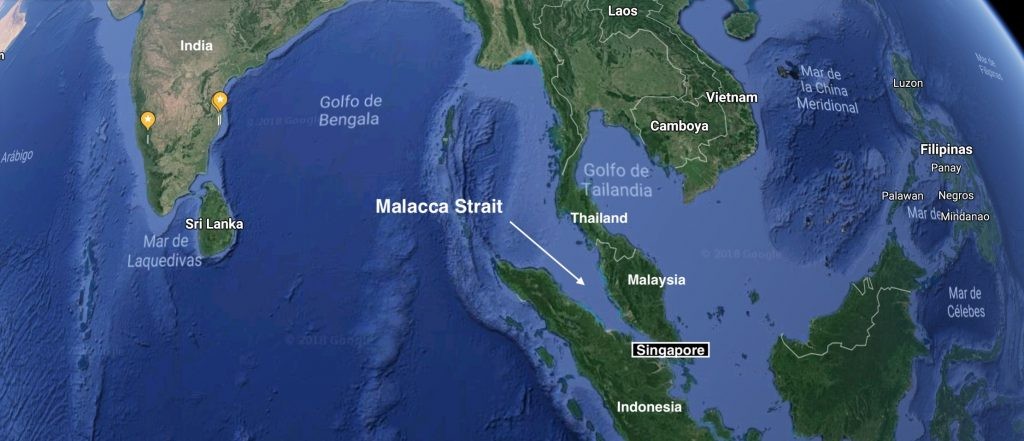 Laos
India
Mar de
Filipinas
Mar de
la China
Meridional
Luzon
Vietnam
Golfo de
Bengala
© 2018 Google
Camboya
Filipinas
Arábigo
Panay
Golfo de
Tailandia
Palawan
Negros
Malacca Strait
Thailand
Mar de
Mindanao
Sri Lanka
Mar de
Laquedivas
© 2018 Google
Malaysia
Mar de
Célebes
© 2018 Google
Singapore
Indonesia